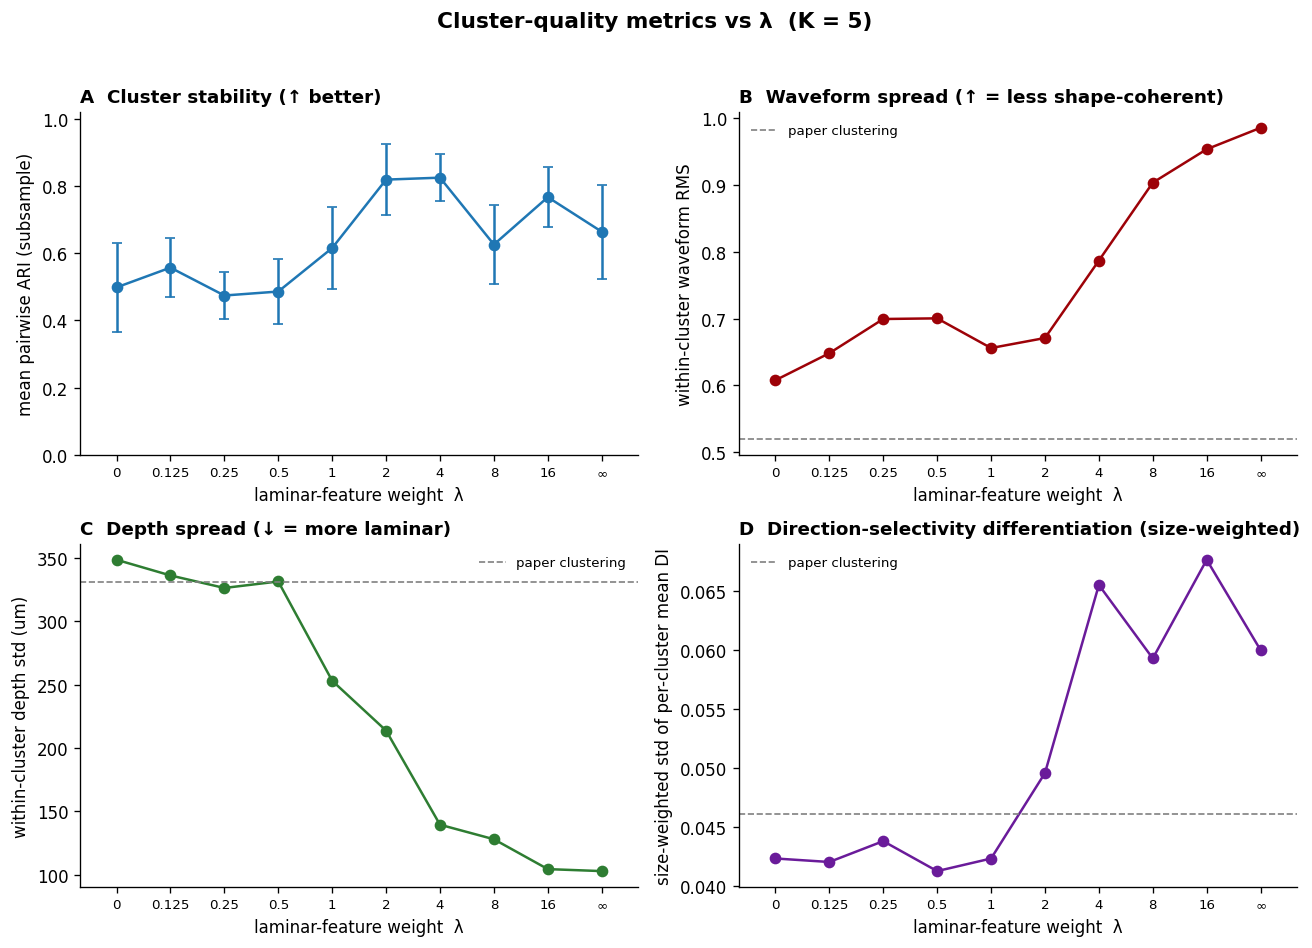 Cluster-quality metrics vs λ  (K = 5)
A  Cluster stability (↑ better)
mean pairwise ARI (subsample)
1.0
0.8
0.6
0.4
0.2
0.0
0 0.125 0.25 0.5 1 2 4 8 16 ∞
laminar-feature weight  λ
B  Waveform spread (↑ = less shape-coherent)
paper clustering
within-cluster waveform RMS
1.0
0.9
0.8
0.7
0.6
0.5
0 0.125 0.25 0.5 1 2 4 8 16 ∞
laminar-feature weight  λ
C  Depth spread (↓ = more laminar)
paper clustering
within-cluster depth std (um)
350
300
250
200
150
100
0 0.125 0.25 0.5 1 2 4 8 16 ∞
laminar-feature weight  λ
D  Direction-selectivity differentiation (size-weighted)
paper clustering
size-weighted std of per-cluster mean DI
0.065
0.060
0.055
0.050
0.045
0.040
0 0.125 0.25 0.5 1 2 4 8 16 ∞
laminar-feature weight  λ